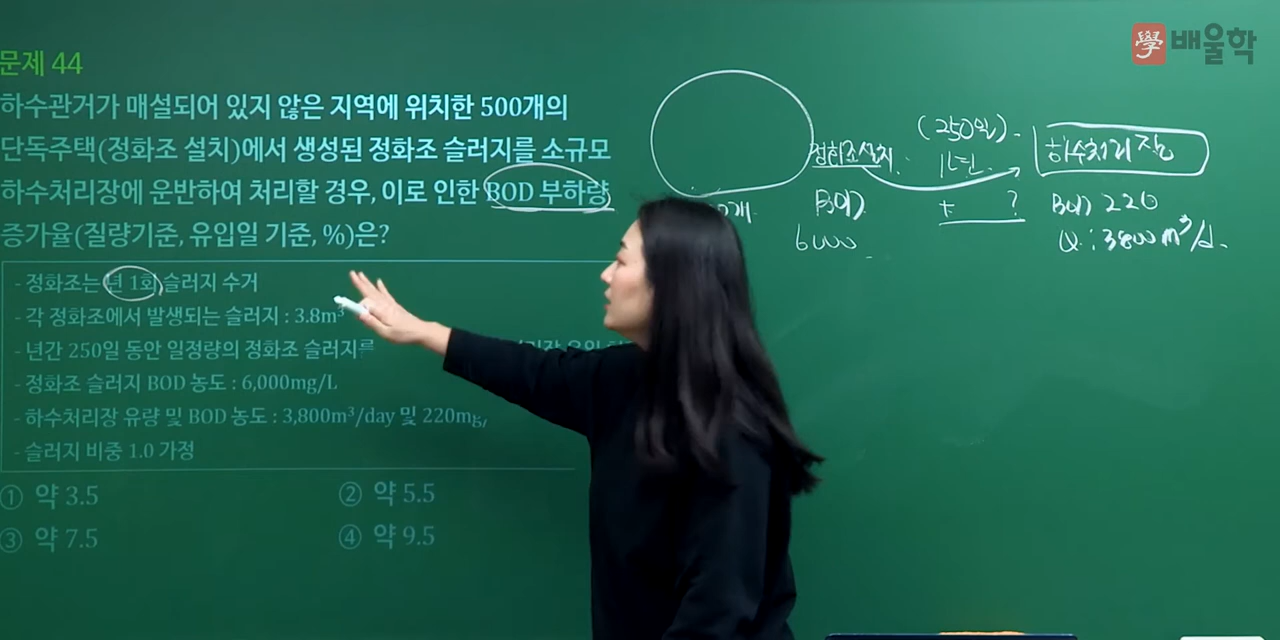 學 배울학
문제 44
하수관거가 매설되어 있지 않은 지역에 위치한 500개의
단독주택(정화조 설치)에서 생성된 정화조 슬러지를 소규모
하수처리장에 운반하여 처리할 경우, 이로 인한 BOD 부하량
증가율(질량기준, 유입일 기준, %)은?
- 정화조는 년 1회 슬러지 수거
- 각 정화조에서 발생되는 슬러지 : 3.8m³
- 년간 250일 동안 일정량의 정화조 슬러지를
- 정화조 슬러지 BOD 농도 : 6,000mg/L
- 하수처리장 유량 및 BOD 농도 : 3,800m³/day 및 220mg/
- 슬러지 비중 1.0 가정
① 약 3.5
② 약 5.5
③ 약 7.5
④ 약 9.5
정화조설치.
BOD
6000
(250일).
1년.
+ ?
하수처리장
BOD 220
Q : 3800m³/d.